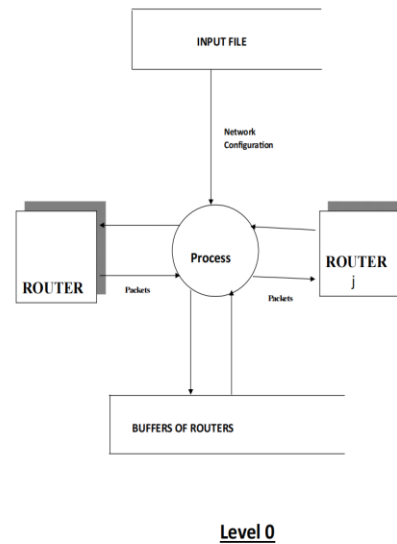 INPUT FILE
Network
Configuration
Process
ROUTER
Packets
Packets
ROUTER
j
BUFFERS OF ROUTERS
Level 0